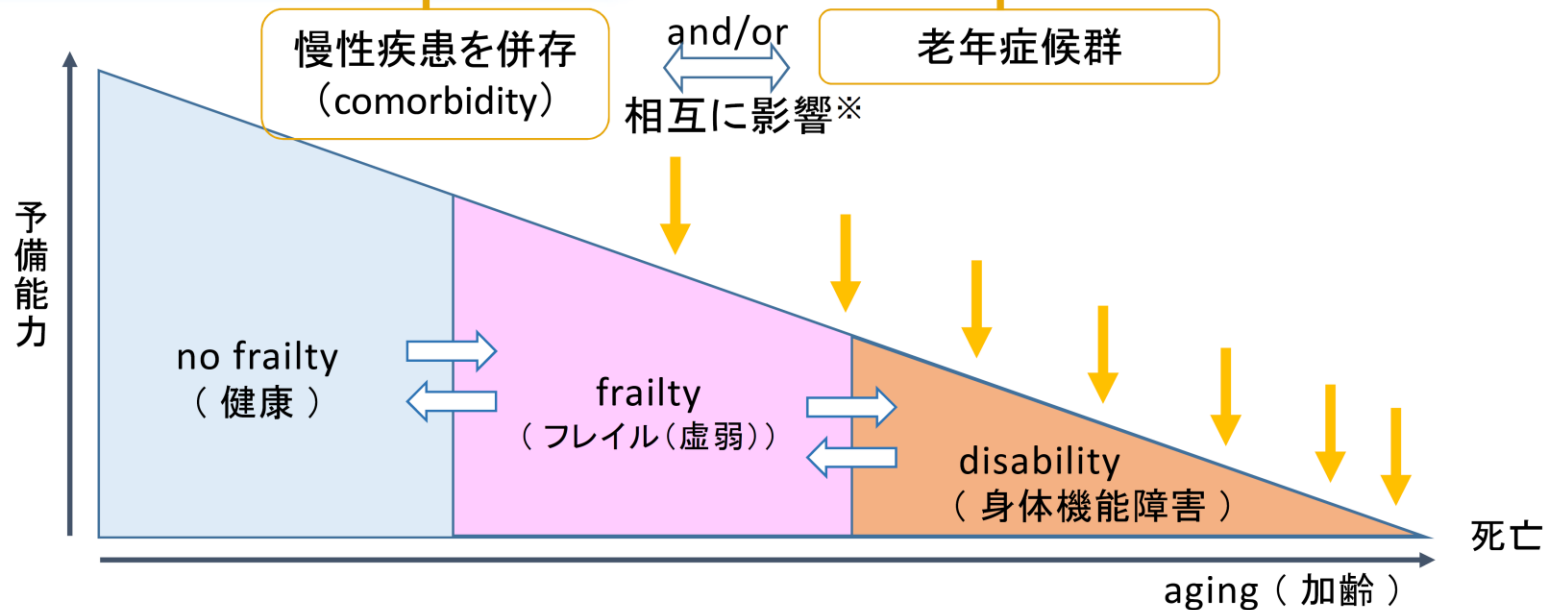 慢性疾患を併存
（comorbidity）
and/or
相互に影響※
老年症候群
予備能力
no frailty
（ 健康 ）
frailty
（ フレイル（虚弱））
disability
（ 身体機能障害 ）
死亡
aging（ 加齢 ）